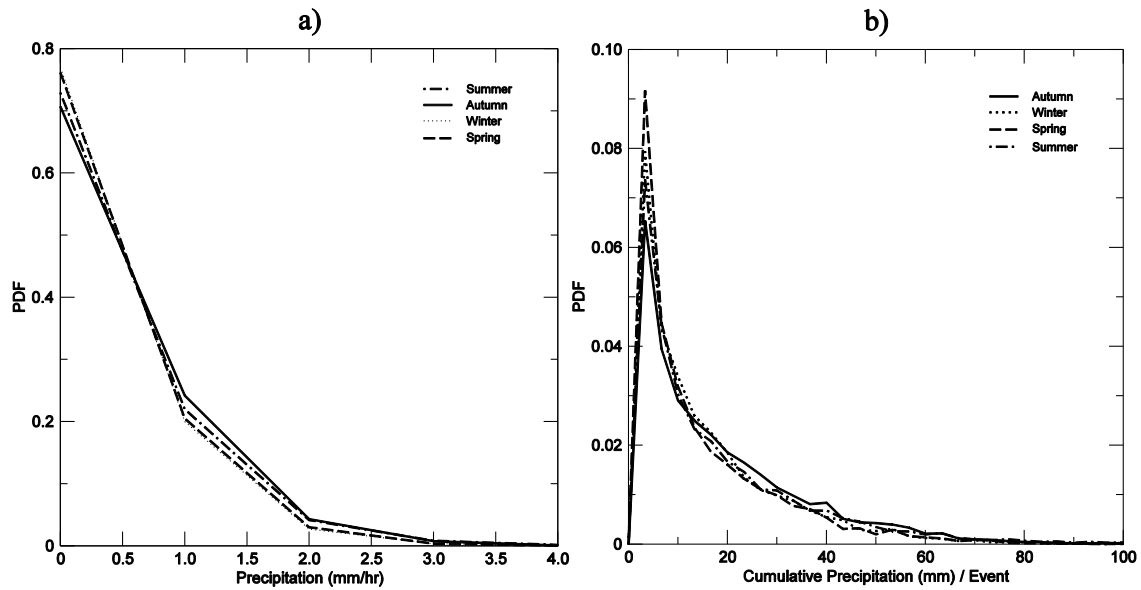 a)
0.8
0.6
0.4
0.2
0
PDF
Summer
Autumn
Winter
Spring
0 0.5 1.0 1.5 2.0 2.5 3.0 3.5 4.0
Precipitation (mm/hr)
b)
0.10
0.08
0.06
0.04
0.02
0
PDF
Autumn
Winter
Spring
Summer
0 20 40 60 80 100
Cumulative Precipitation (mm) / Event